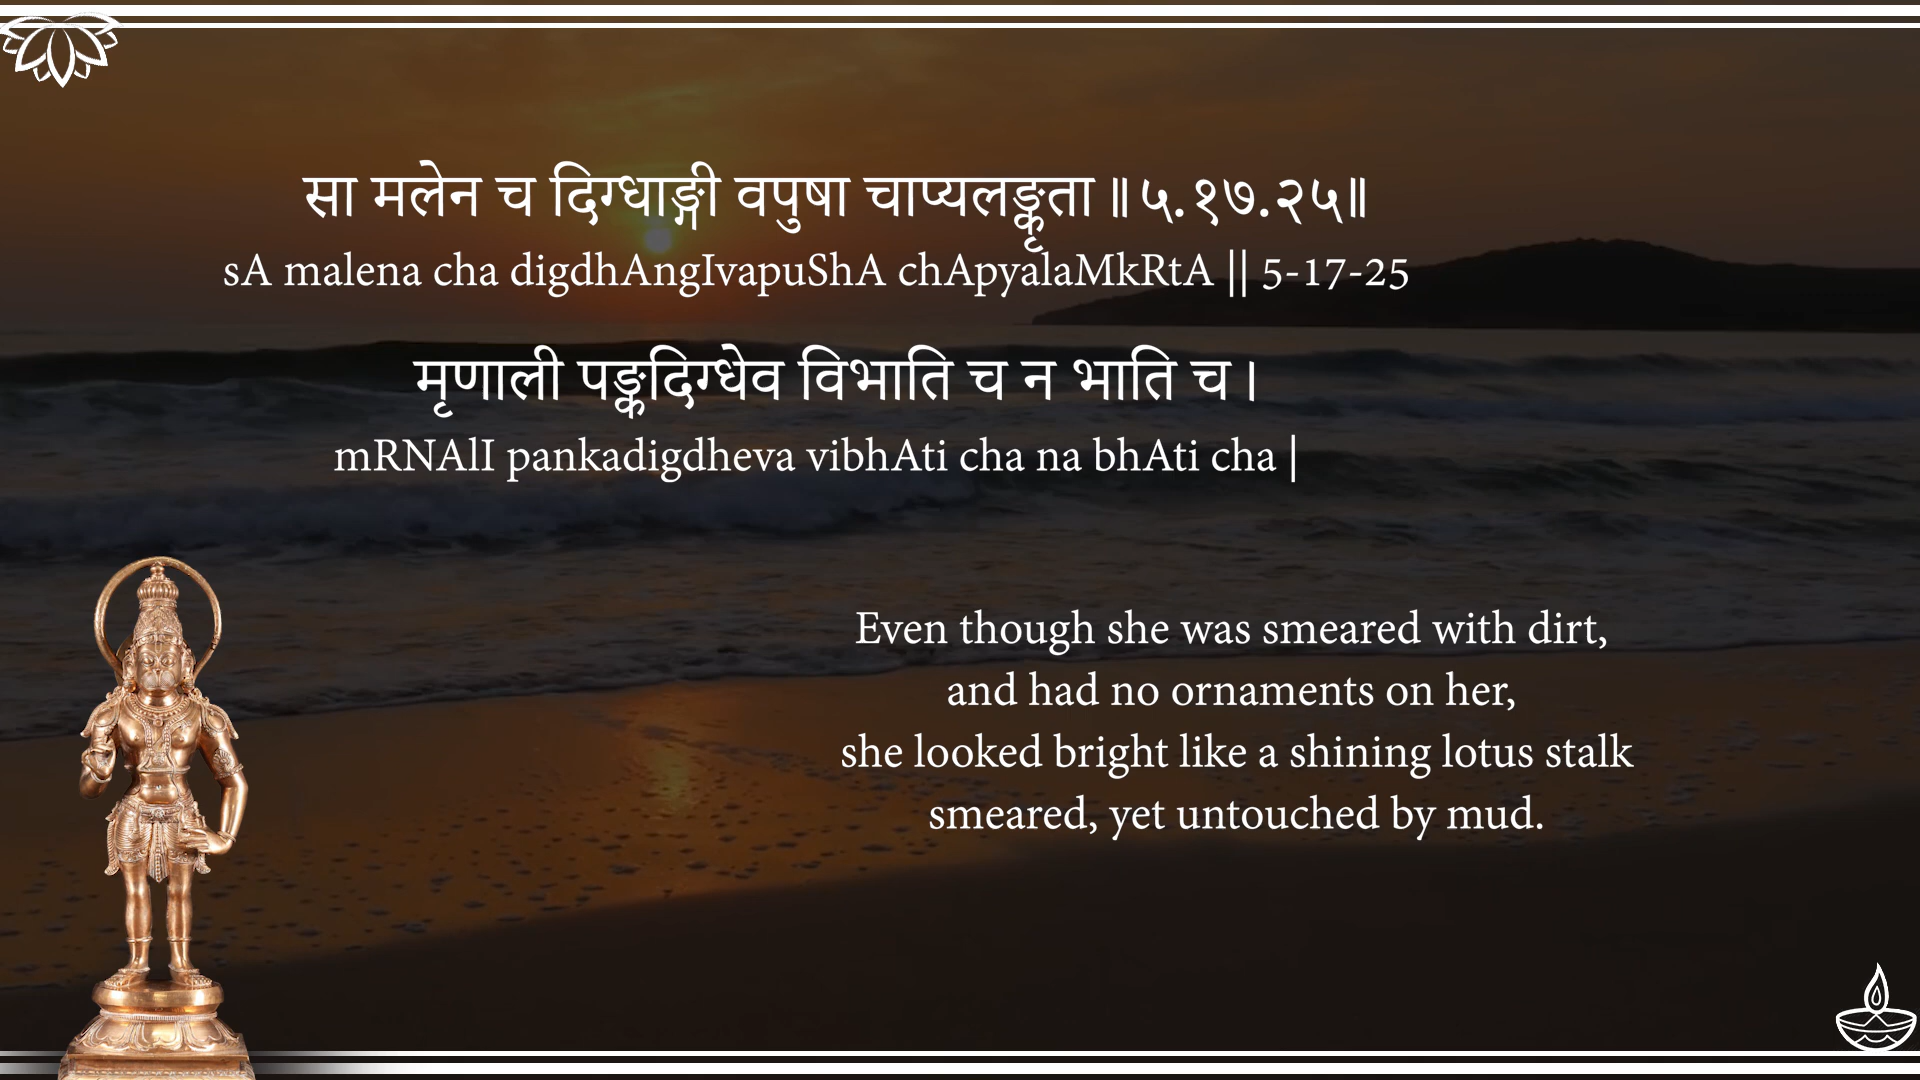 सा मलेन च दिग्धाङ्गी वपुषा चाप्यलङ्कृता॥५.१७.२५॥
sA malena cha digdhAngIvapuShA chApyalaMkRtA || 5-17-25
मृणाली पङ्कदिग्धेव विभाति च न भाति च।
mRNAlI pankadigdheva vibhAti cha na bhAti cha |
Even though she was smeared with dirt,
and had no ornaments on her,
she looked bright like a shining lotus stalk
smeared, yet untouched by mud.